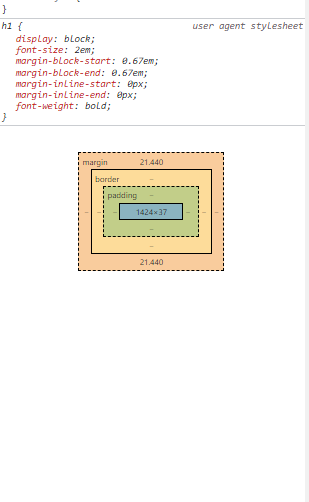 }
h1 { user agent stylesheet
display: block;
font-size: 2em;
margin-block-start: 0.67em;
margin-block-end: 0.67em;
margin-inline-start: 0px;
margin-inline-end: 0px;
font-weight: bold;
}
margin 21.440
border –
padding –
– – – 1424×37 – – –
–
–
21.440